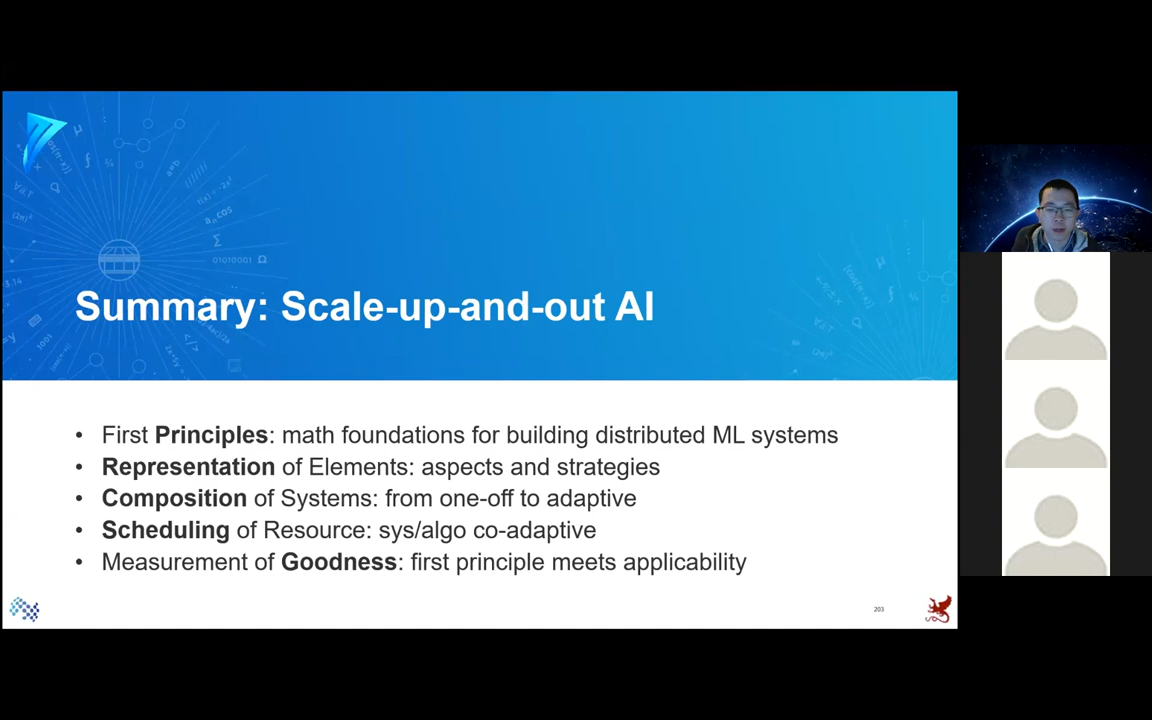 Summary: Scale-up-and-out AI
• First Principles: math foundations for building distributed ML systems
• Representation of Elements: aspects and strategies
• Composition of Systems: from one-off to adaptive
• Scheduling of Resource: sys/algo co-adaptive
• Measurement of Goodness: first principle meets applicability
203